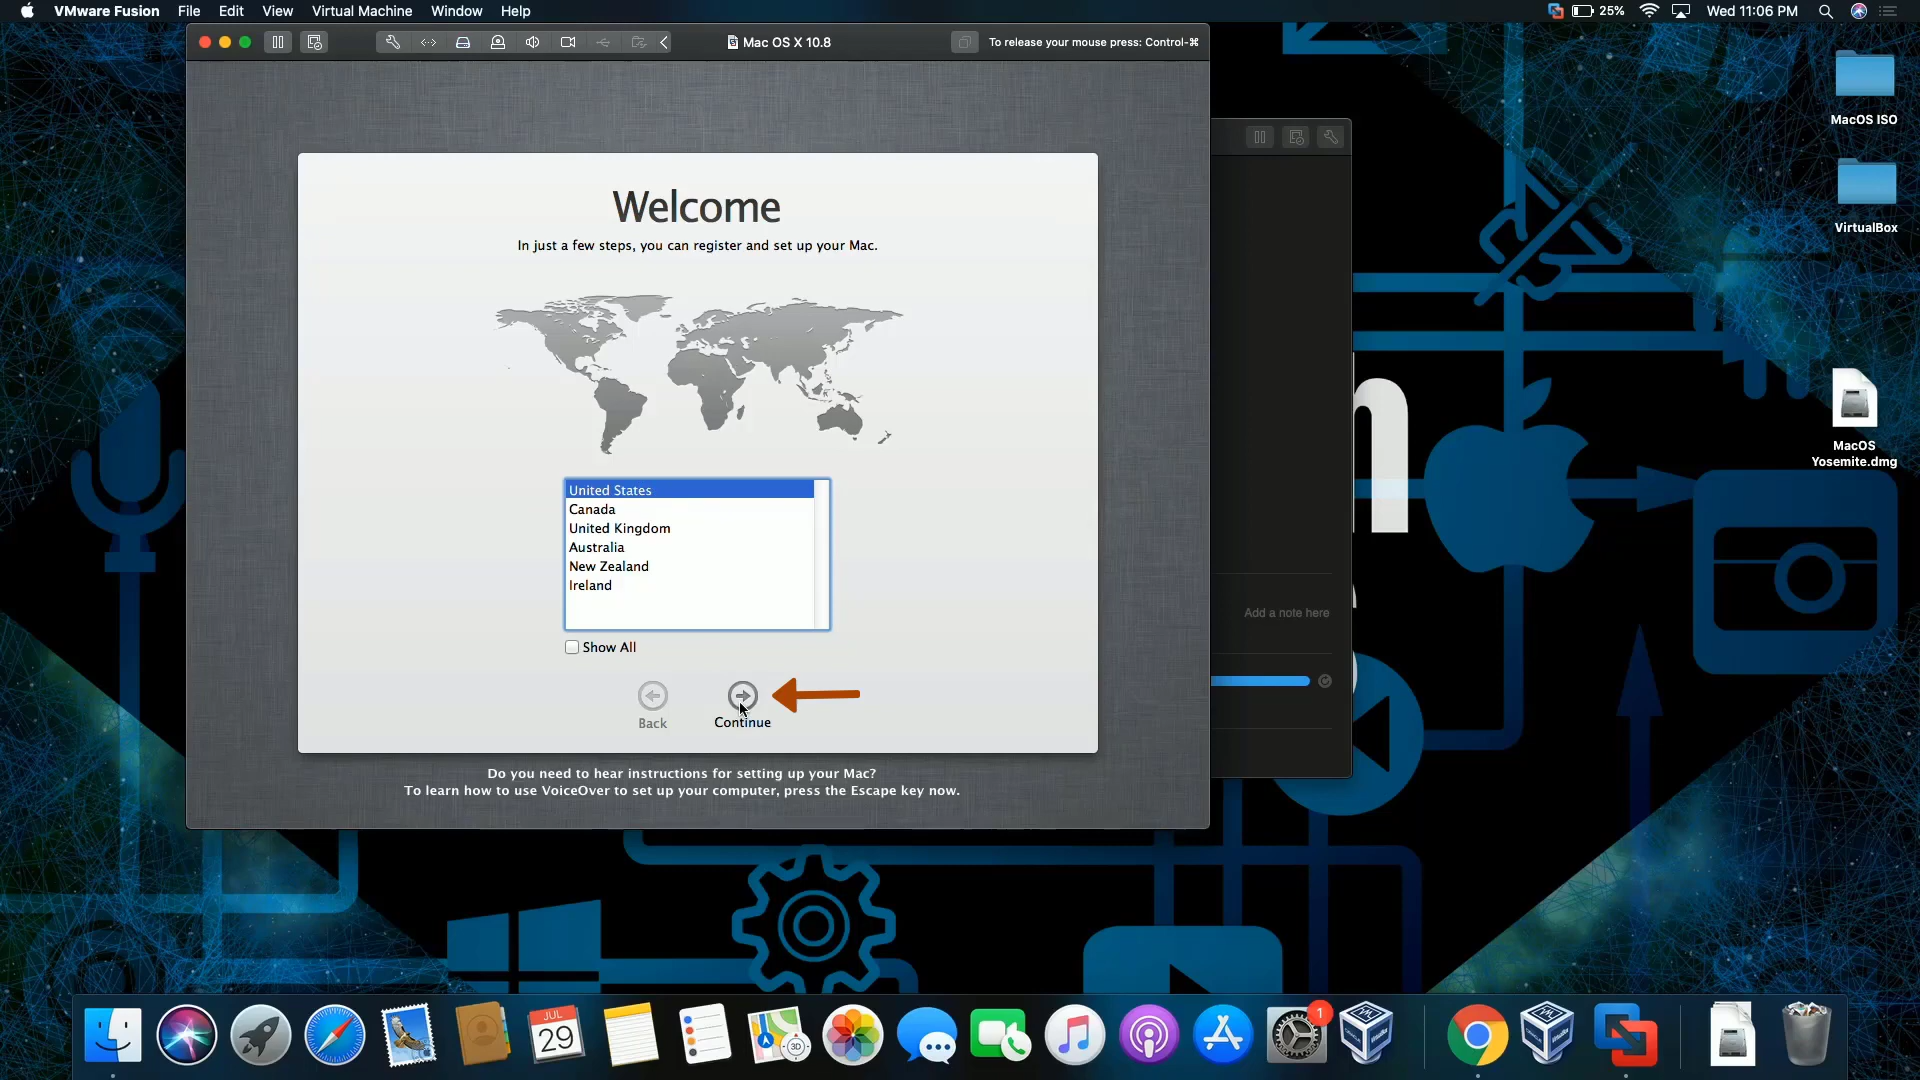 VMware Fusion File Edit View Virtual Machine Window Help
25% Wed 11:06 PM
Mac OS X 10.8
To release your mouse press: Control-⌘
MacOS ISO
VirtualBox
MacOS
Yosemite.dmg
Welcome
In just a few steps, you can register and set up your Mac.
United States
Canada
United Kingdom
Australia
New Zealand
Ireland
Show All
Back
Continue
Do you need to hear instructions for setting up your Mac?
To learn how to use VoiceOver to set up your computer, press the Escape key now.
Add a note here
JUL
29
3D
1